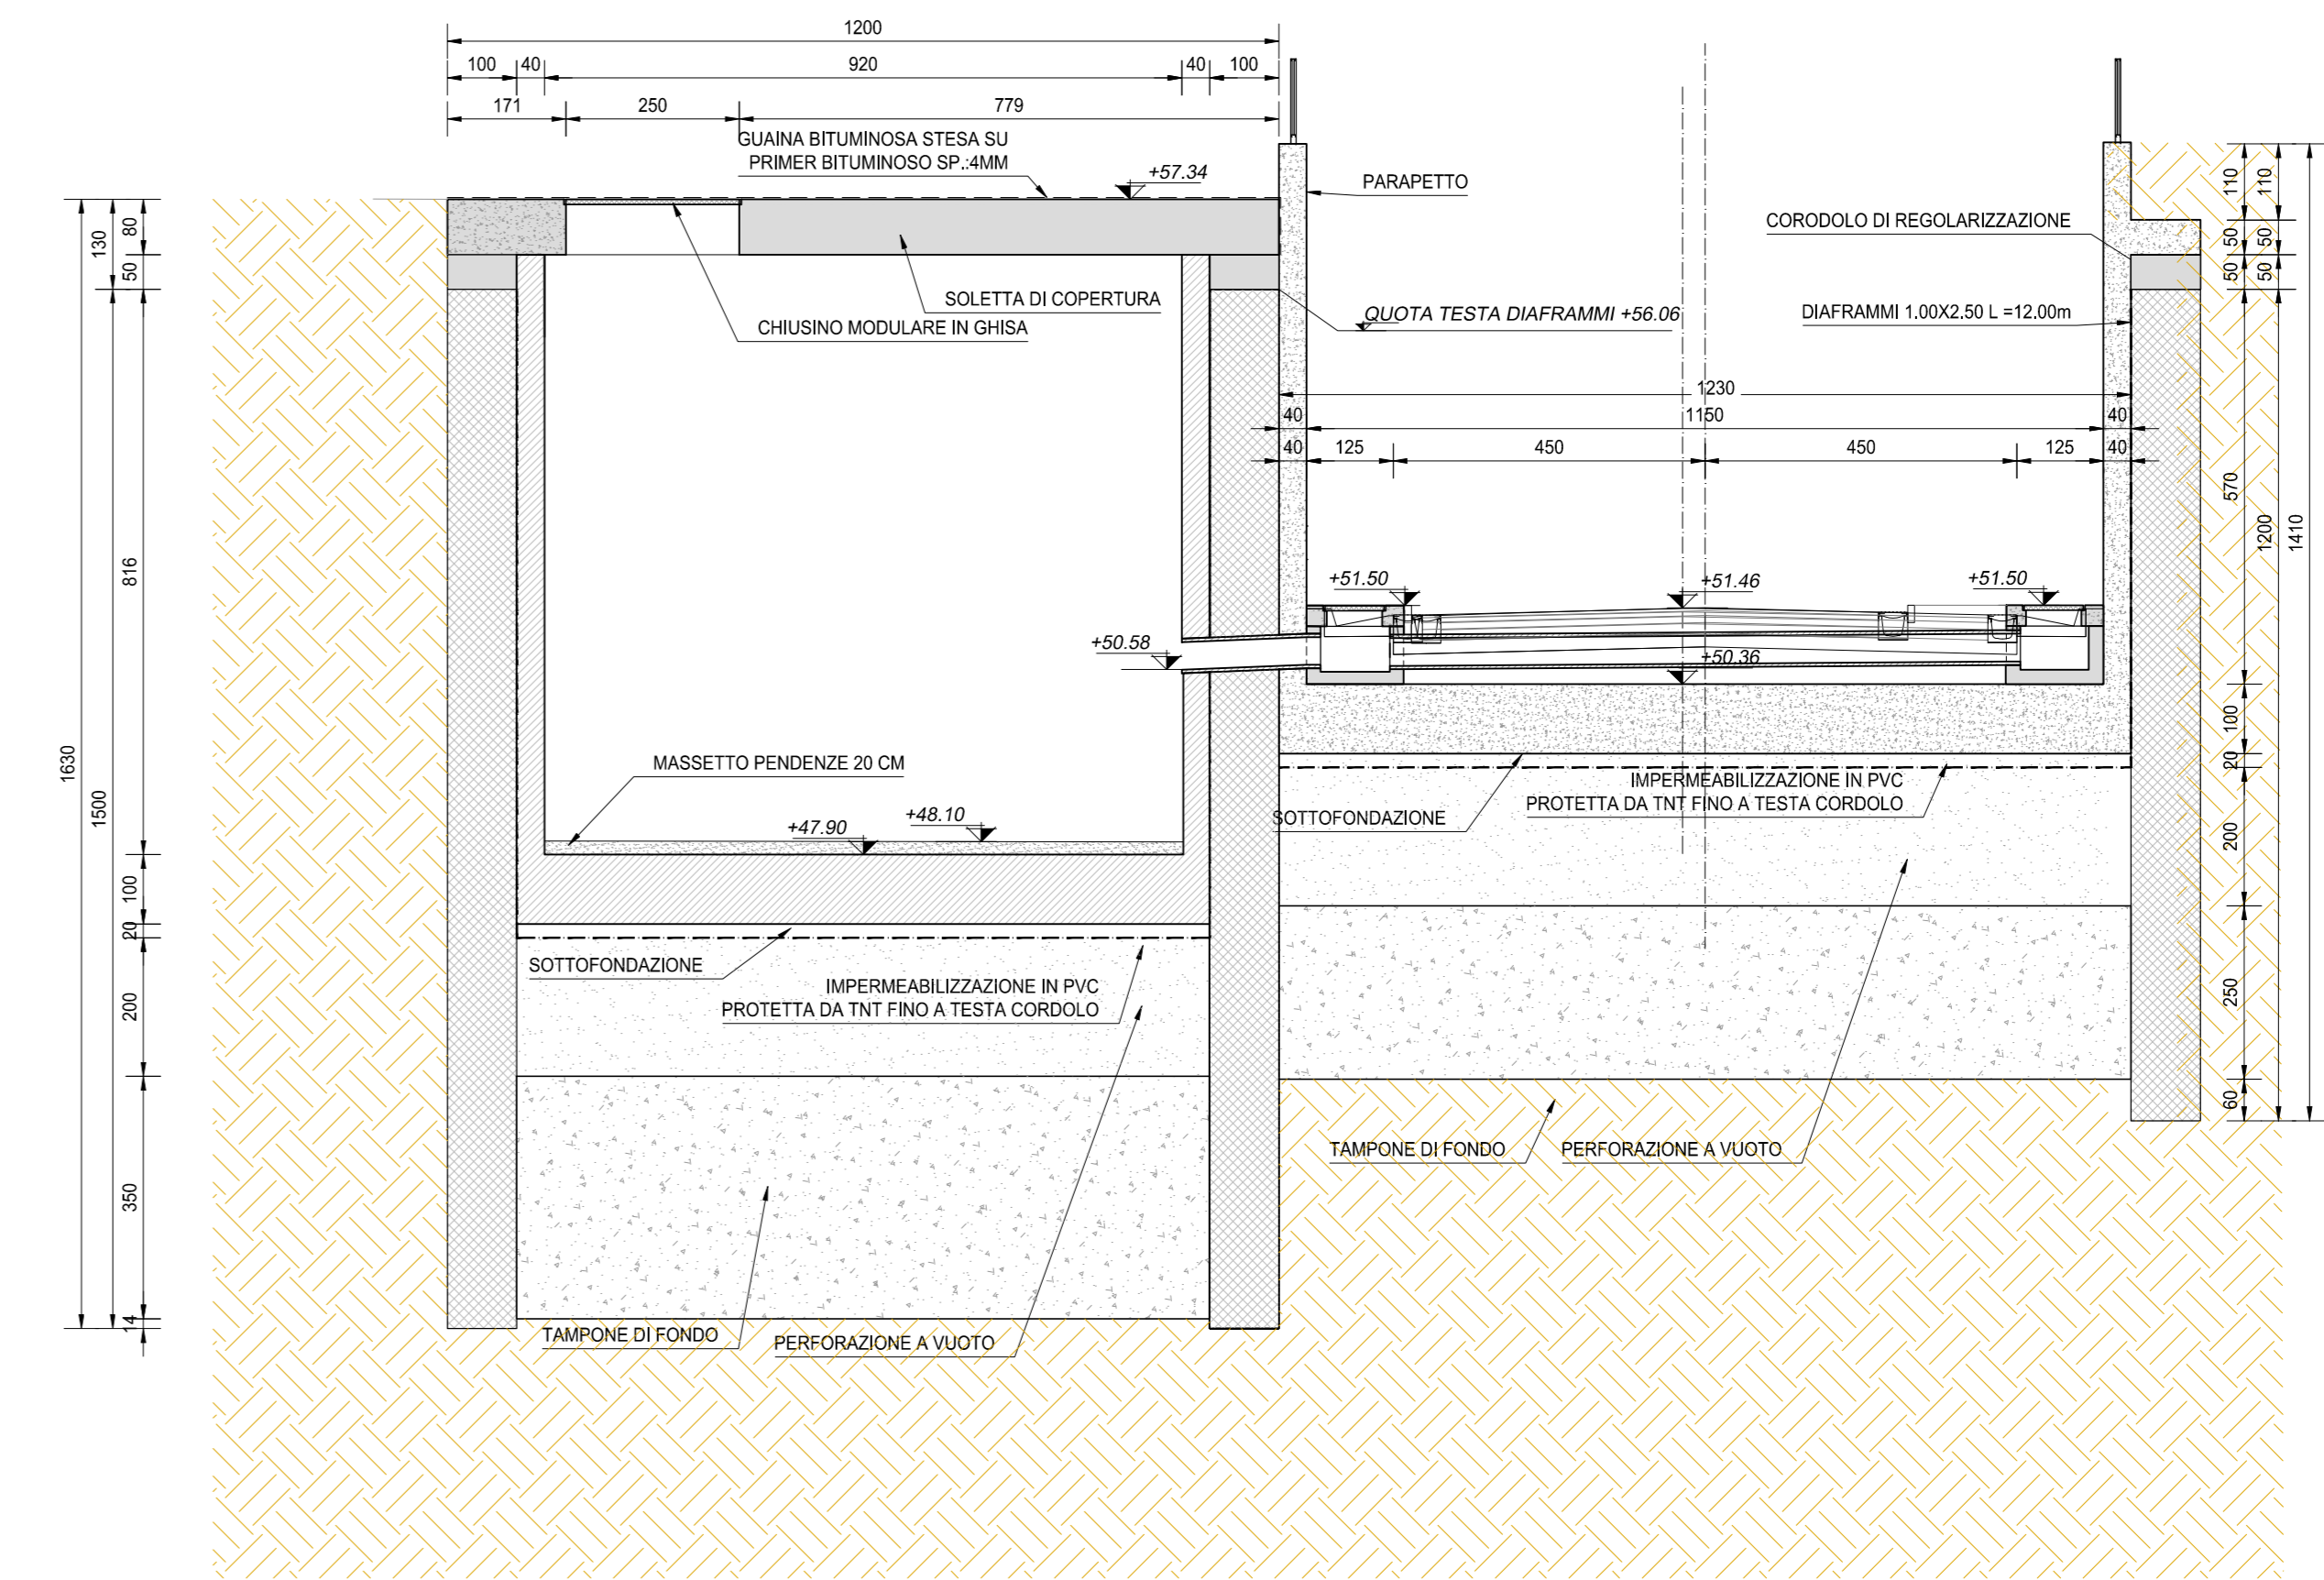 1200
100 40 920 40 100
171 250 779
GUAINA BITUMINOSA STESA SU
PRIMER BITUMINOSO SP.:4MM
+57.34
PARAPETTO
CORODOLO DI REGOLARIZZAZIONE
SOLETTA DI COPERTURA
CHIUSINO MODULARE IN GHISA
QUOTA TESTA DIAFRAMMI +56.06
DIAFRAMMI 1.00X2.50 L =12.00m
1230
40 1150 40
40 125 450 450 125 40
+51.50
+51.46
+51.50
+50.58
+50.36
MASSETTO PENDENZE 20 CM
+47.90
+48.10
IMPERMEABILIZZAZIONE IN PVC
PROTETTA DA TNT FINO A TESTA CORDOLO
SOTTOFONDAZIONE
SOTTOFONDAZIONE
IMPERMEABILIZZAZIONE IN PVC
PROTETTA DA TNT FINO A TESTA CORDOLO
TAMPONE DI FONDO
PERFORAZIONE A VUOTO
TAMPONE DI FONDO
PERFORAZIONE A VUOTO
1630
130
1500
80
50
816
100
20
200
350
14
110
50
50
570
100
20
200
250
60
110
50
50
1200
1410